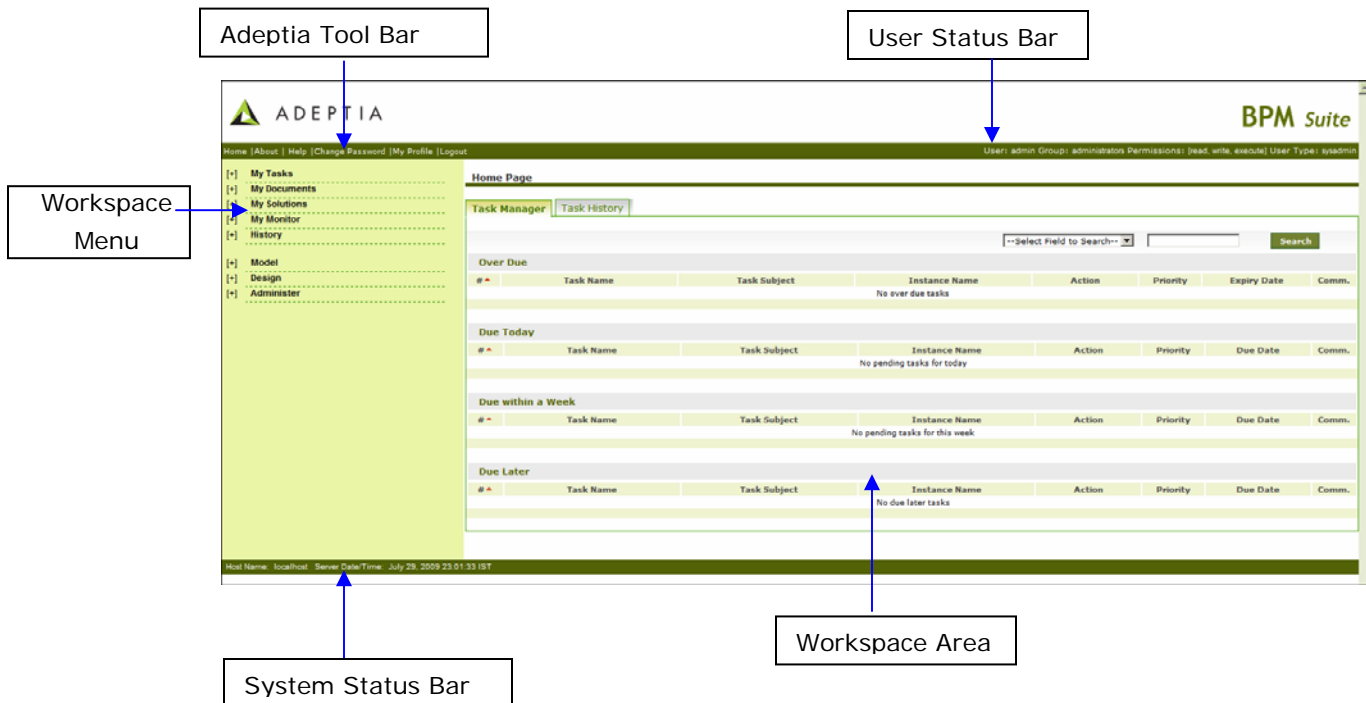 Adeptia Tool Bar
User Status Bar
ADEPTIA
BPM Suite
Home |About | Help |Change Password |My Profile |Logout
User: admin Group: administrators Permissions: [read, write, execute] User Type: sysadmin
Workspace Menu
[+] My Tasks
[+] My Documents
[+] My Solutions
[+] My Monitor
[+] History
[+] Model
[+] Design
[+] Administer
Home Page
Task Manager Task History
--Select Field to Search-- Search
Over Due
# Task Name Task Subject Instance Name Action Priority Expiry Date Comm.
No over due tasks
Due Today
# Task Name Task Subject Instance Name Action Priority Due Date Comm.
No pending tasks for today
Due within a Week
# Task Name Task Subject Instance Name Action Priority Due Date Comm.
No pending tasks for this week
Due Later
# Task Name Task Subject Instance Name Action Priority Due Date Comm.
No due later tasks
Host Name: localhost Server Date/Time: July 29, 2009 23:01:33 IST
Workspace Area
System Status Bar